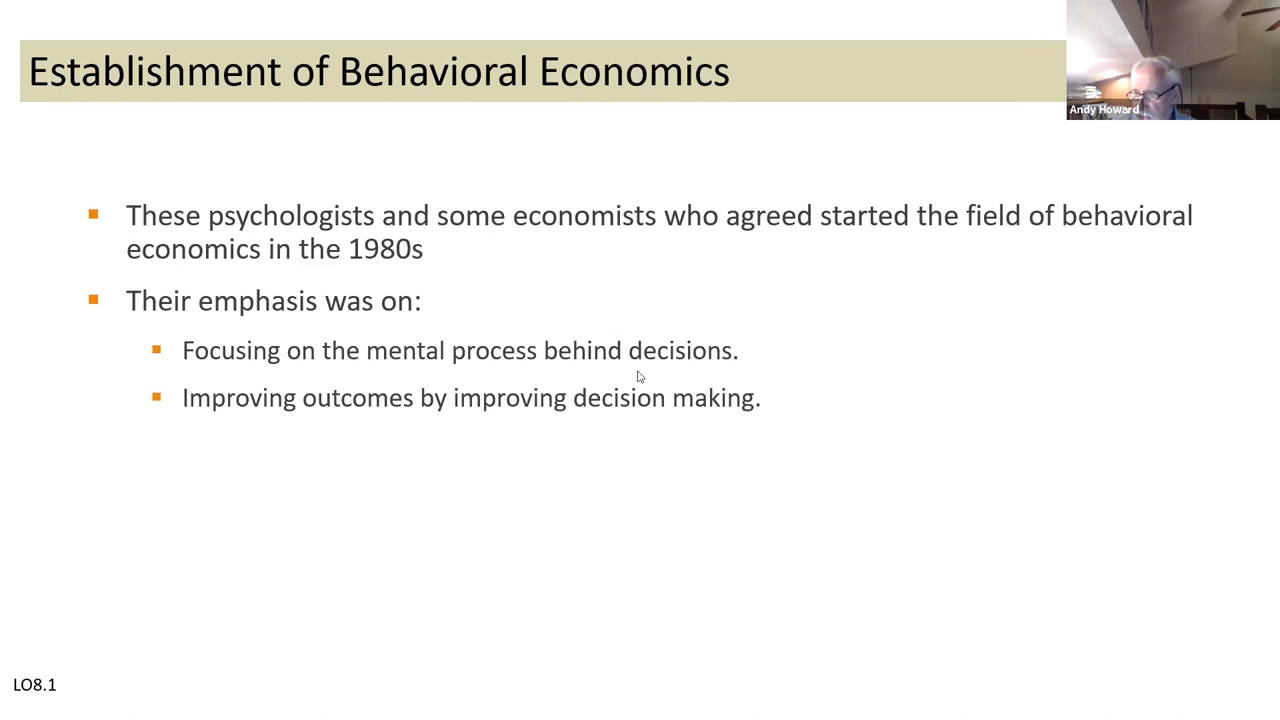 Establishment of Behavioral Economics
Andy Howard
These psychologists and some economists who agreed started the field of behavioral
economics in the 1980s
Their emphasis was on:
Focusing on the mental process behind decisions.
Improving outcomes by improving decision making.
LO8.1